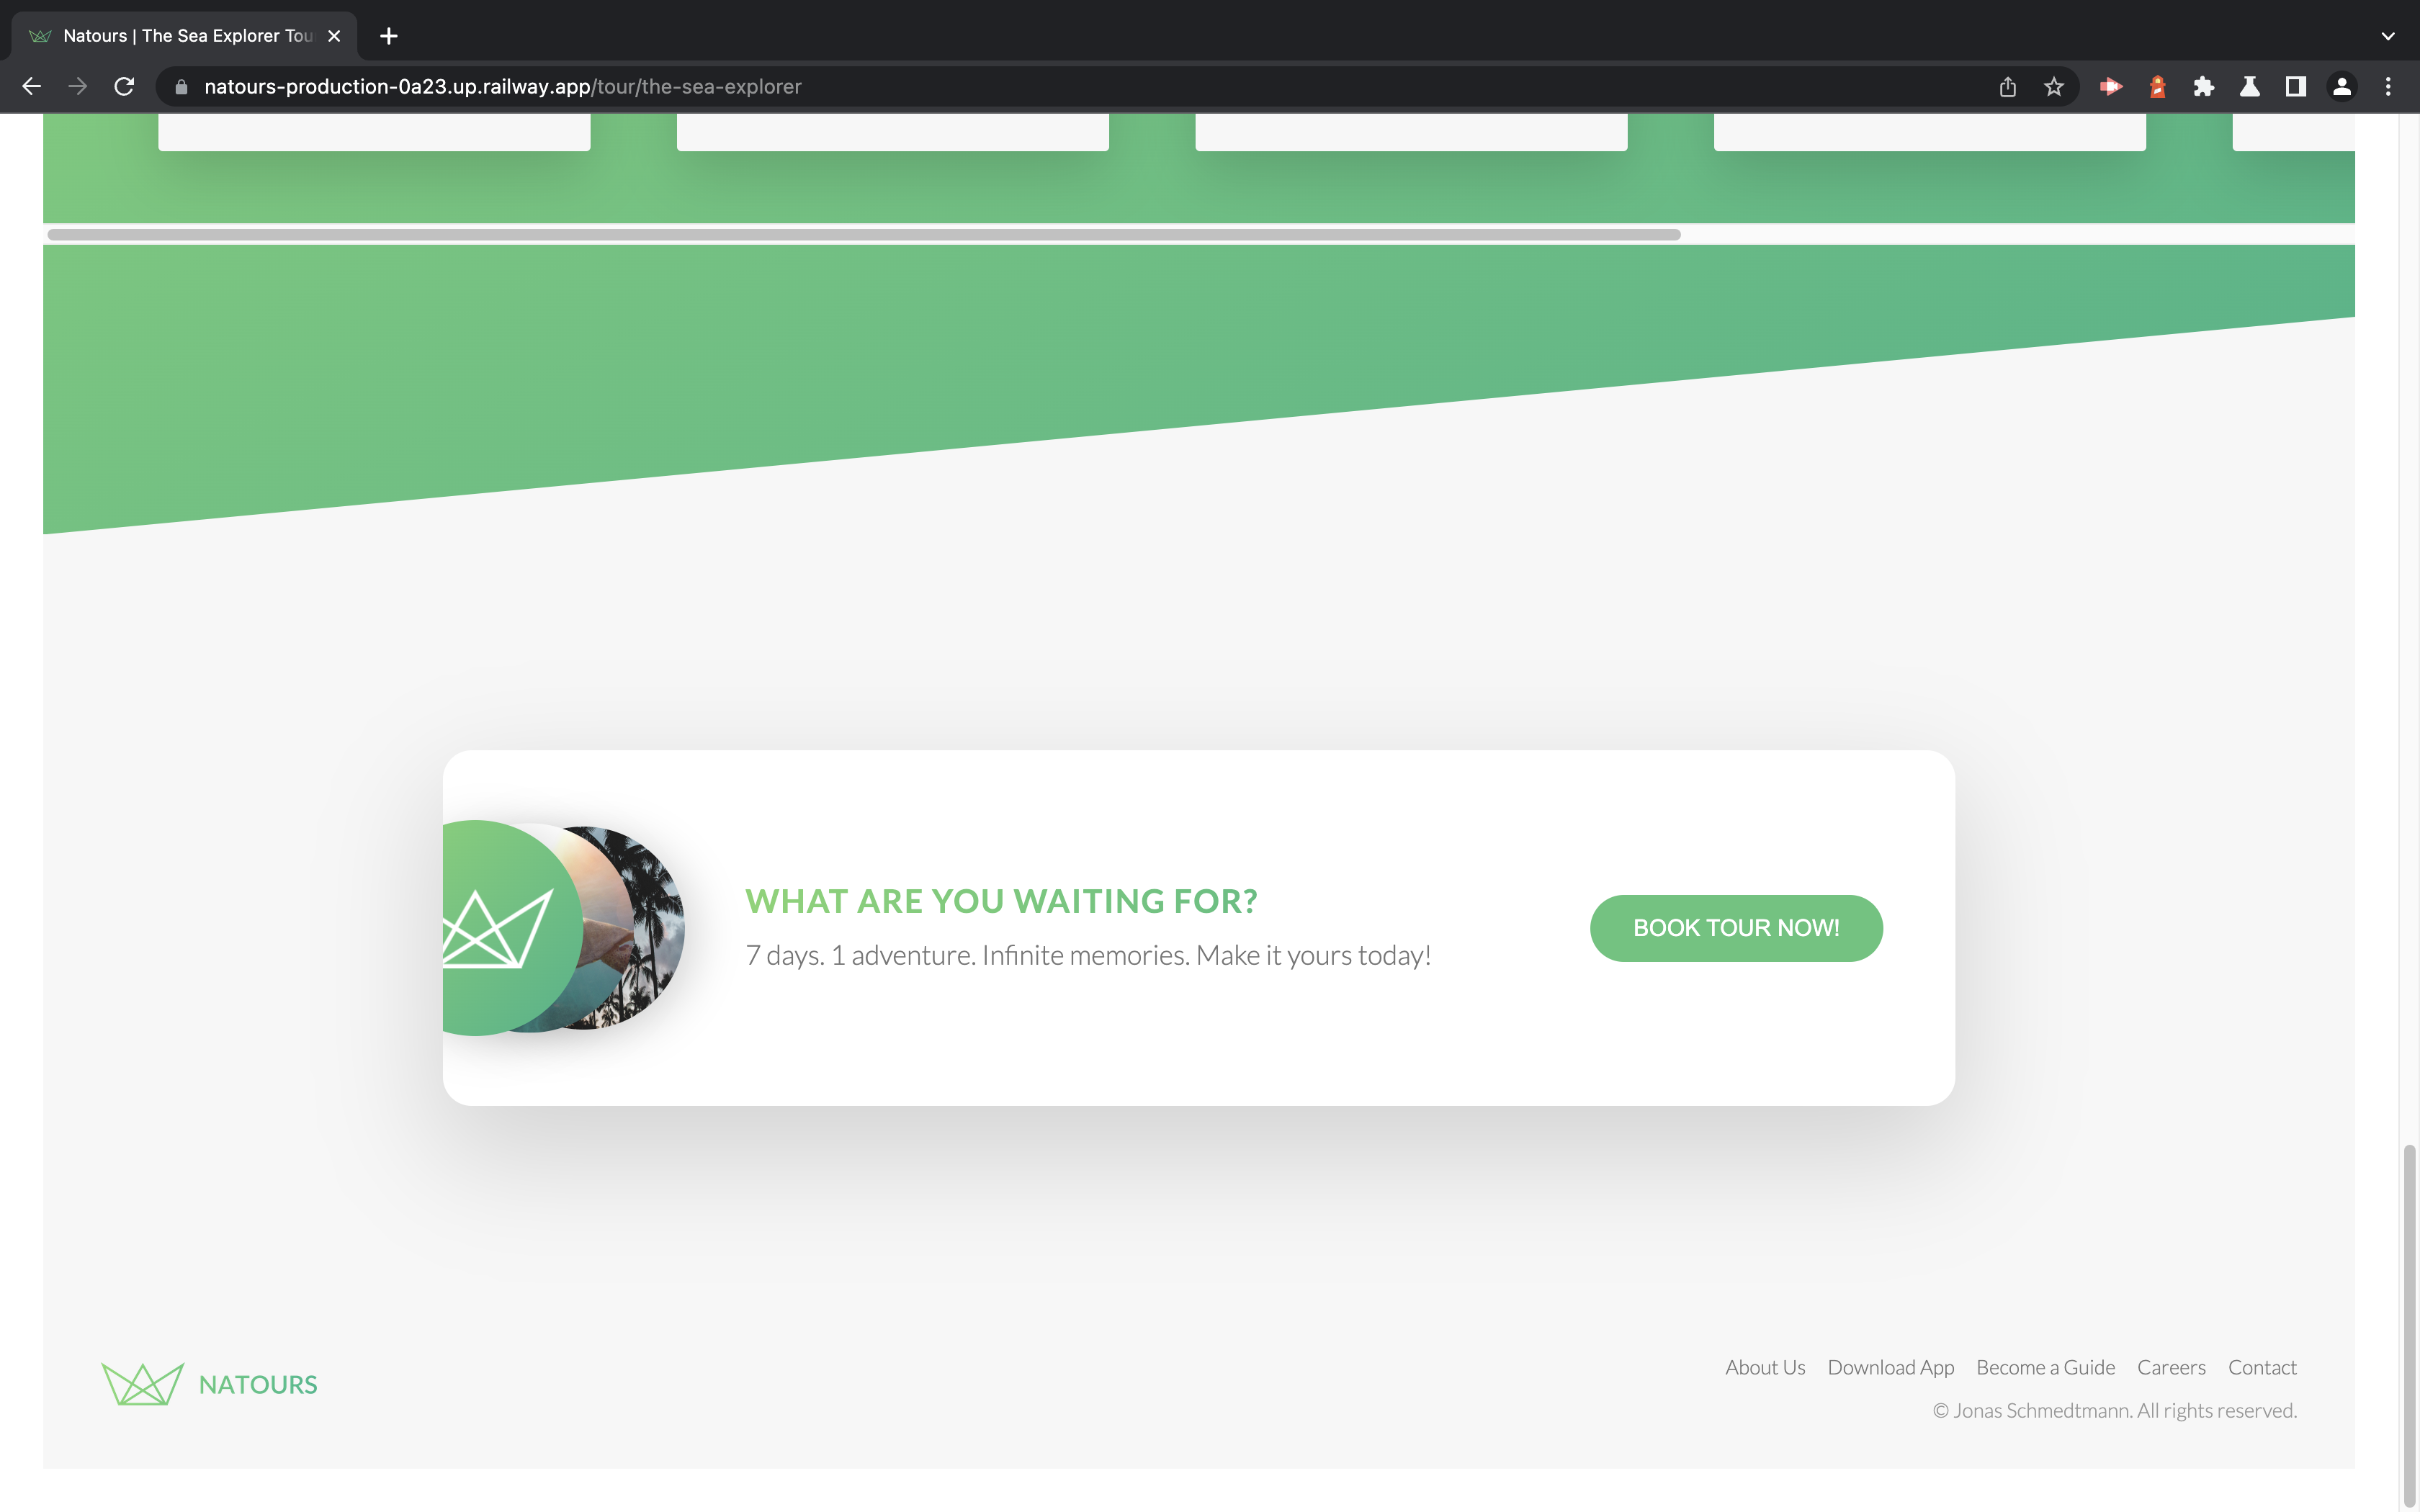 Natours | The Sea Explorer Tou
natours-production-0a23.up.railway.app/tour/the-sea-explorer
WHAT ARE YOU WAITING FOR?
7 days. 1 adventure. Infinite memories. Make it yours today!
BOOK TOUR NOW!
NATOURS
About Us Download App Become a Guide Careers Contact
© Jonas Schmedtmann. All rights reserved.